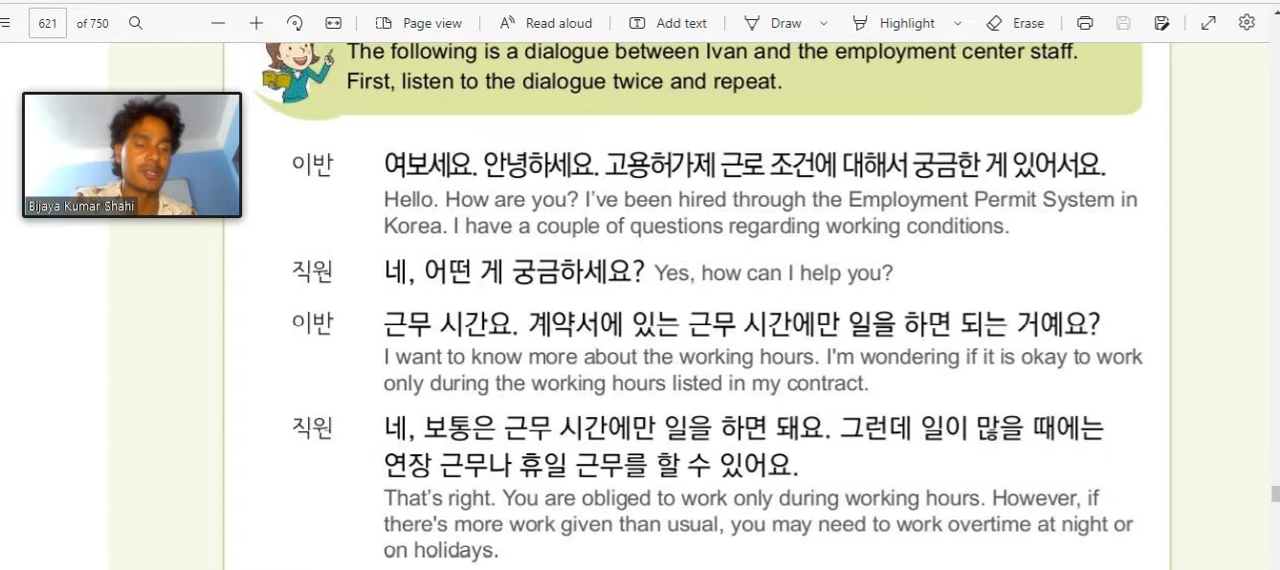 621 of 750 Page view Read aloud Add text Draw Highlight Erase
The following is a dialogue between Ivan and the employment center staff.
First, listen to the dialogue twice and repeat.
Bijaya Kumar Shahi
이반 여보세요. 안녕하세요. 고용허가제 근로 조건에 대해서 궁금한 게 있어서요.
Hello. How are you? I’ve been hired through the Employment Permit System in
Korea. I have a couple of questions regarding working conditions.
직원 네, 어떤 게 궁금하세요? Yes, how can I help you?
이반 근무 시간요. 계약서에 있는 근무 시간에만 일을 하면 되는 거예요?
I want to know more about the working hours. I'm wondering if it is okay to work
only during the working hours listed in my contract.
직원 네, 보통은 근무 시간에만 일을 하면 돼요. 그런데 일이 많을 때에는
연장 근무나 휴일 근무를 할 수 있어요.
That’s right. You are obliged to work only during working hours. However, if
there's more work given than usual, you may need to work overtime at night or
on holidays.